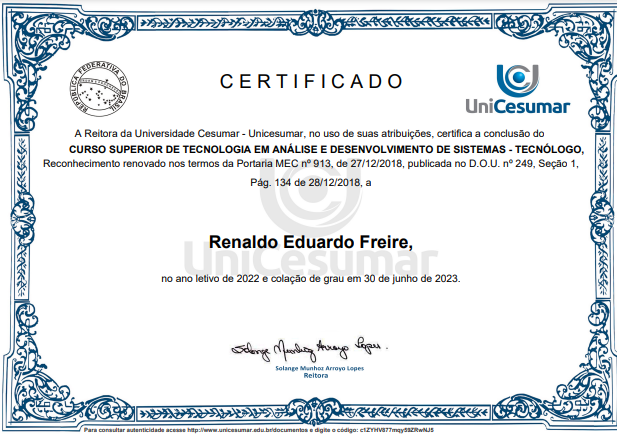 REPÚBLICA FEDERATIVA DO BRASIL
CERTIFICADO
UniCesumar
A Reitora da Universidade Cesumar - Unicesumar, no uso de suas atribuições, certifica a conclusão do
CURSO SUPERIOR DE TECNOLOGIA EM ANÁLISE E DESENVOLVIMENTO DE SISTEMAS - TECNÓLOGO,
Reconhecimento renovado nos termos da Portaria MEC nº 913, de 27/12/2018, publicada no D.O.U. nº 249, Seção 1,
Pág. 134 de 28/12/2018, a
Renaldo Eduardo Freire,
UniCesumar
no ano letivo de 2022 e colação de grau em 30 de junho de 2023.
Solange Munhoz Arroyo Lopes.
Solange Munhoz Arroyo Lopes
Reitora
Para consultar autenticidade acesse http://www.unicesumar.edu.br/documentos e digite o código: c1ZYHV877mqy59ZRwNJ5